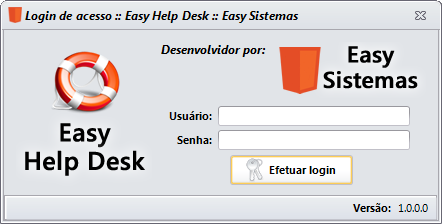 Login de acesso :: Easy Help Desk :: Easy Sistemas
Desenvolvidor por:
Easy
Sistemas
Easy
Help Desk
Usuário:
Senha:
Efetuar login
Versão: 1.0.0.0